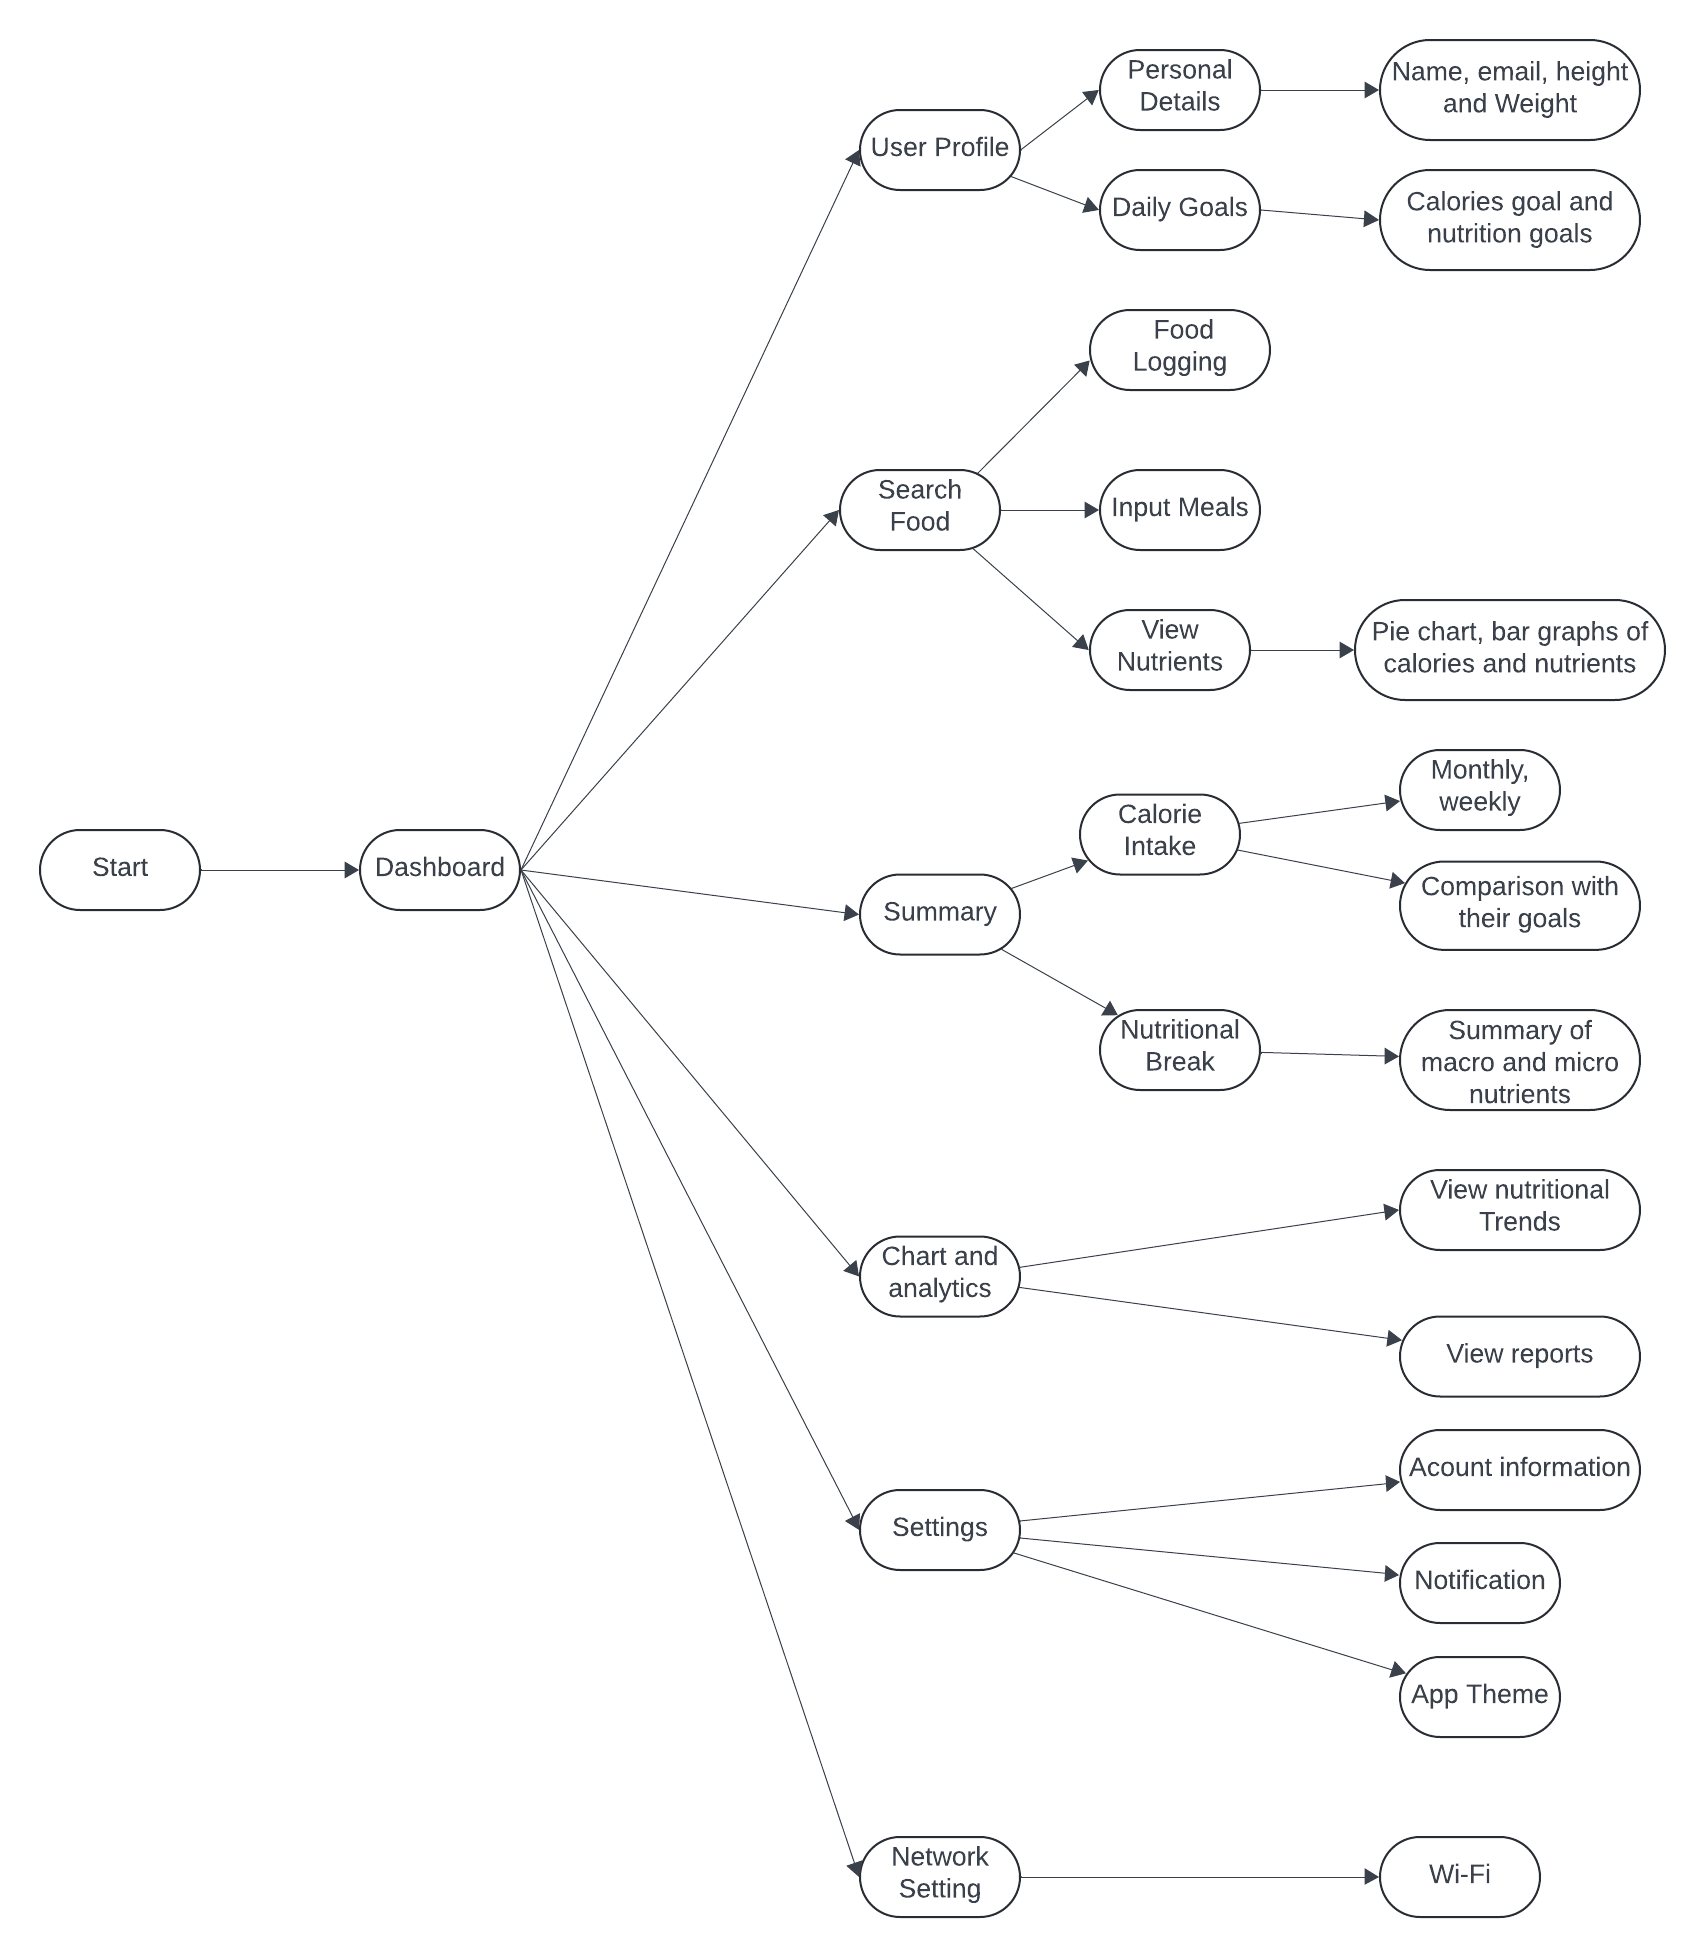 Personal
Details
Name, email, height
and Weight
User Profile
Daily Goals
Calories goal and
nutrition goals
Food
Logging
Search
Food
Input Meals
View
Nutrients
Pie chart, bar graphs of
calories and nutrients
Monthly,
weekly
Calorie
Intake
Start
Dashboard
Summary
Comparison with
their goals
Nutritional
Break
Summary of
macro and micro
nutrients
View nutritional
Trends
Chart and
analytics
View reports
Acount information
Settings
Notification
App Theme
Network
Setting
Wi-Fi